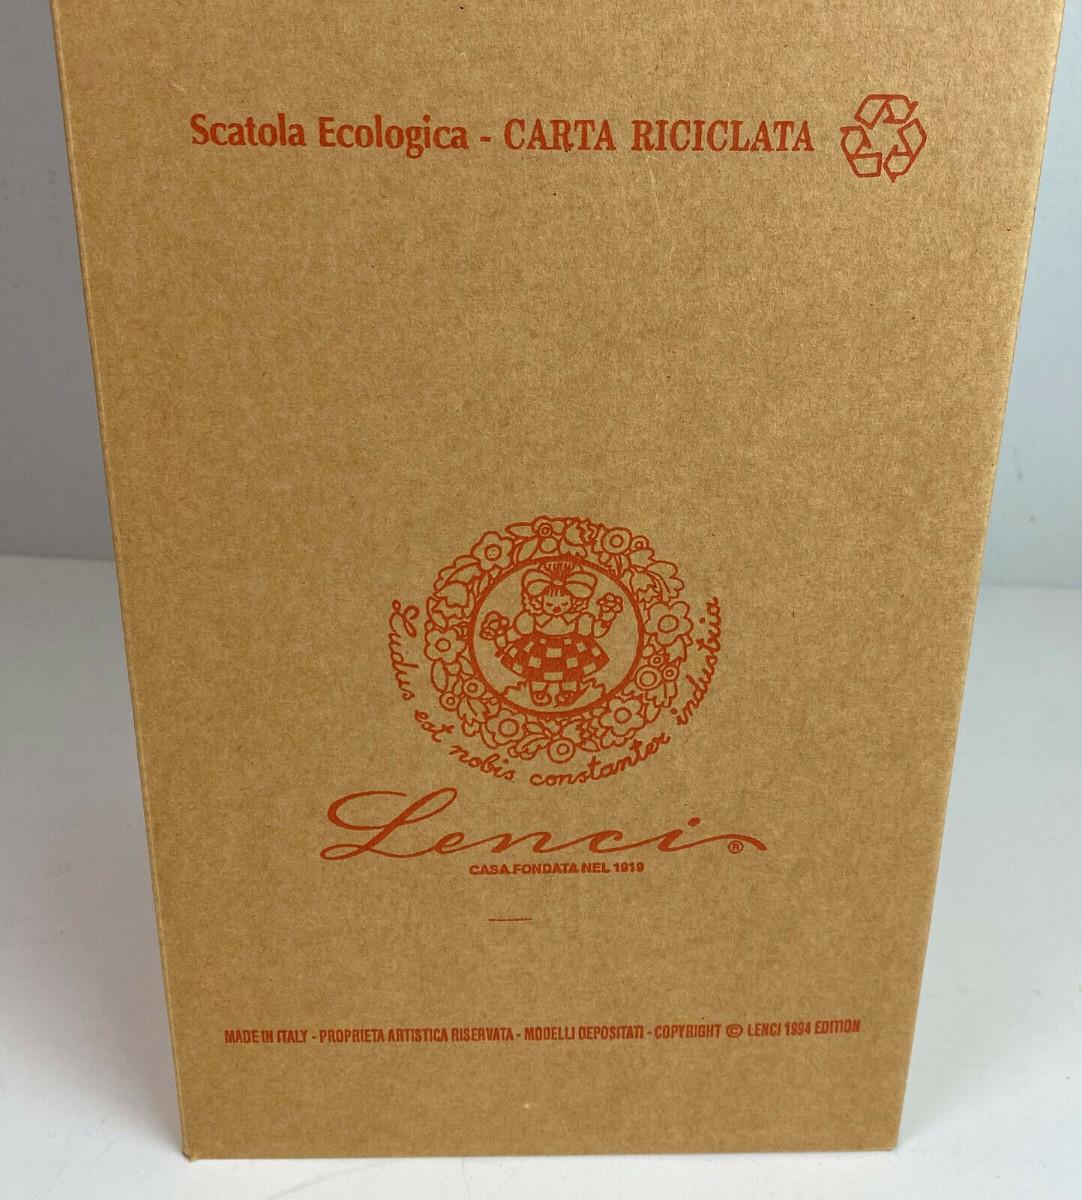 Scatola Ecologica - CARTA RICICLATA
Ludus est nobis constanter industria
Lenci ®
CASA FONDATA NEL 1919
MADE IN ITALY - PROPRIETA ARTISTICA RISERVATA - MODELLI DEPOSITATI - COPYRIGHT © LENCI 1994 EDITION